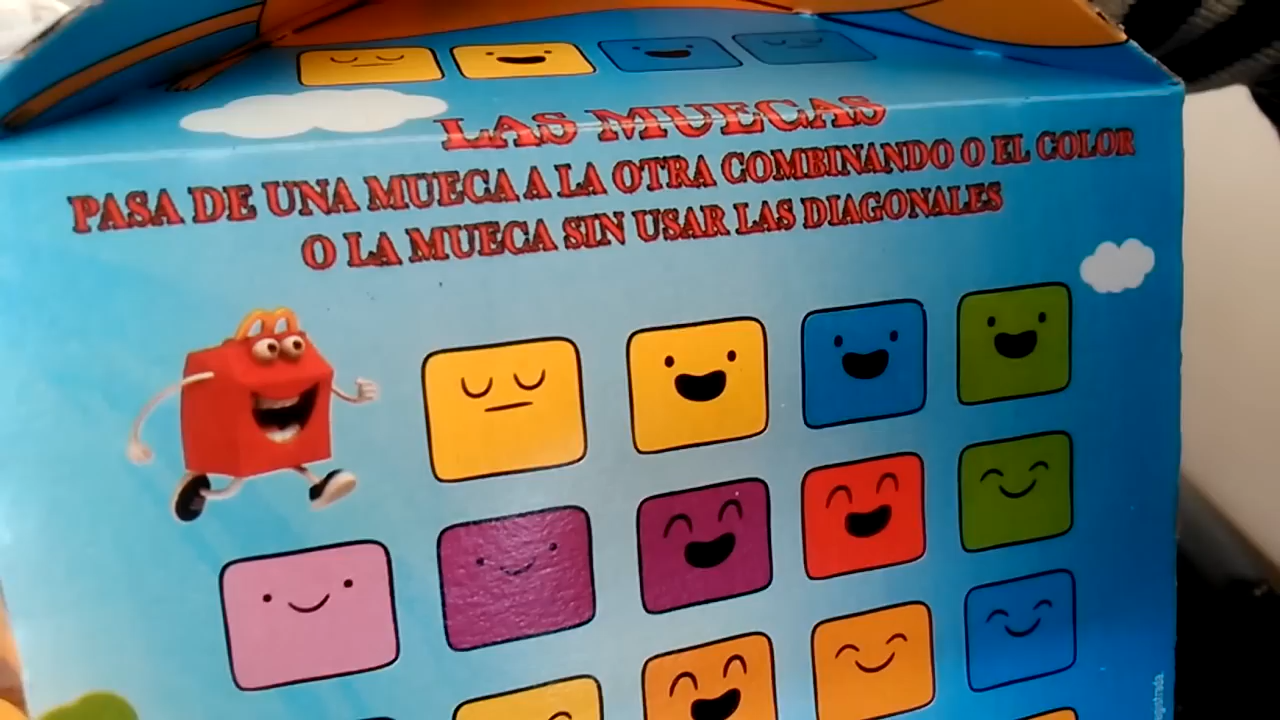 LAS MUECAS
PASA DE UNA MUECA A LA OTRA COMBINANDO O EL COLOR
O LA MUECA SIN USAR LAS DIAGONALES